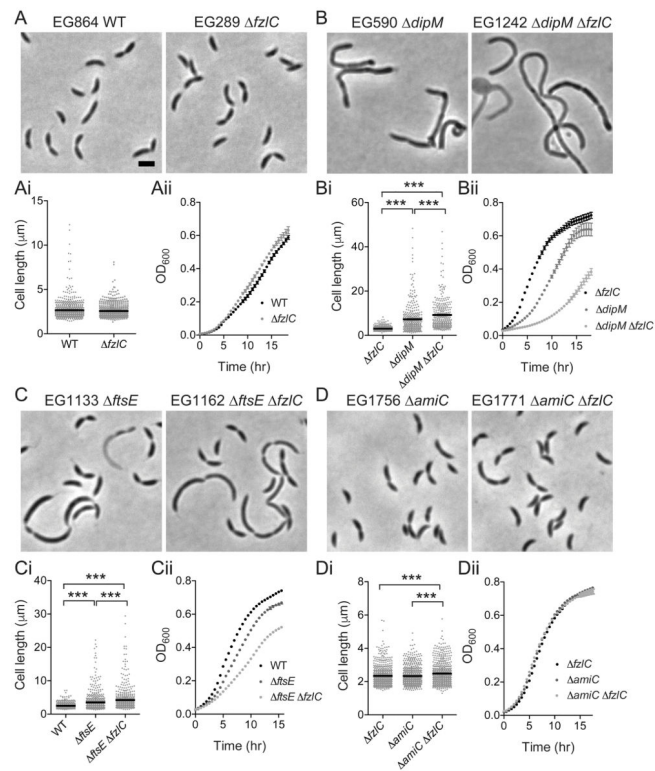 A EG864 WT EG289 ΔfzlC
B EG590 ΔdipM EG1242 ΔdipM ΔfzlC
Ai
Cell length (μm)
15
10
5
0
WT
ΔfzlC
Aii
OD600
0.8
0.6
0.4
0.2
0.0
0 5 10 15
Time (hr)
WT
ΔfzlC
Bi
Cell length (μm)
60
40
20
0
***
*** ***
ΔfzlC
ΔdipM
ΔdipM ΔfzlC
Bii
OD600
0.8
0.6
0.4
0.2
0.0
0 5 10 15
Time (hr)
ΔfzlC
ΔdipM
ΔdipM ΔfzlC
C EG1133 ΔftsE EG1162 ΔftsE ΔfzlC
D EG1756 ΔamiC EG1771 ΔamiC ΔfzlC
Ci
Cell length (μm)
40
30
20
10
0
***
*** ***
WT
ΔftsE
ΔftsE ΔfzlC
Cii
OD600
0.8
0.6
0.4
0.2
0.0
0 5 10 15
Time (hr)
WT
ΔftsE
ΔftsE ΔfzlC
Di
Cell length (μm)
8
6
4
2
0
***
***
ΔfzlC
ΔamiC
ΔamiC ΔfzlC
Dii
OD600
0.8
0.6
0.4
0.2
0.0
0 5 10 15
Time (hr)
ΔfzlC
ΔamiC
ΔamiC ΔfzlC